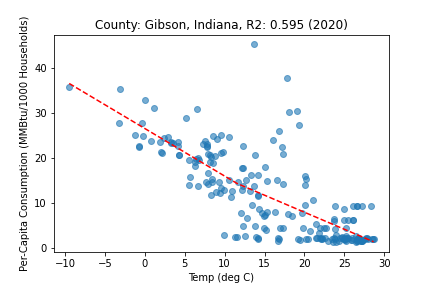 County: Gibson, Indiana, R2: 0.595 (2020)
Per-Capita Consumption (MMBtu/1000 Households)
40
30
20
10
0
−10 −5 0 5 10 15 20 25 30
Temp (deg C)